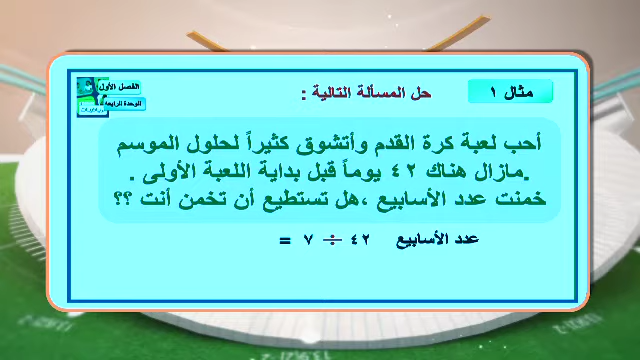 الفصل الأول
الوحدة الرابعة
مثال ١
حل المسألة التالية :
أحب لعبة كرة القدم وأتشوق كثيراً لحلول الموسم
.مازال هناك ٤٢ يوماً قبل بداية اللعبة الأولى .
خمنت عدد الأسابيع ،هل تستطيع أن تخمن أنت ؟؟
عدد الأسابيع ٤٢ ÷ ٧ =